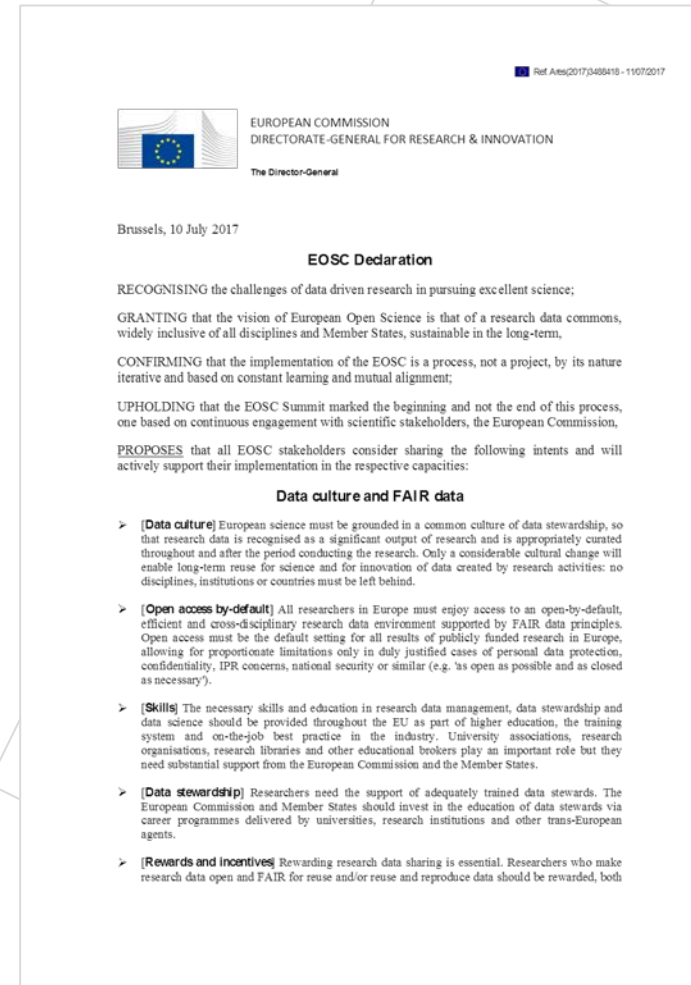 Ref. Ares(2017)3488418 - 11/07/2017
EUROPEAN COMMISSION
DIRECTORATE-GENERAL FOR RESEARCH & INNOVATION
The Director-General
Brussels, 10 July 2017
EOSC Declaration
RECOGNISING the challenges of data driven research in pursuing excellent science;
GRANTING that the vision of European Open Science is that of a research data commons,
widely inclusive of all disciplines and Member States, sustainable in the long-term,
CONFIRMING that the implementation of the EOSC is a process, not a project, by its nature
iterative and based on constant learning and mutual alignment;
UPHOLDING that the EOSC Summit marked the beginning and not the end of this process,
one based on continuous engagement with scientific stakeholders, the European Commission,
PROPOSES that all EOSC stakeholders consider sharing the following intents and will
actively support their implementation in the respective capacities:
Data culture and FAIR data
➢ [Data culture] European science must be grounded in a common culture of data stewardship, so
that research data is recognised as a significant output of research and is appropriately curated
throughout and after the period conducting the research. Only a considerable cultural change will
enable long-term reuse for science and for innovation of data created by research activities: no
disciplines, institutions or countries must be left behind.
➢ [Open access by-default] All researchers in Europe must enjoy access to an open-by-default,
efficient and cross-disciplinary research data environment supported by FAIR data principles.
Open access must be the default setting for all results of publicly funded research in Europe,
allowing for proportionate limitations only in duly justified cases of personal data protection,
confidentiality, IPR concerns, national security or similar (e.g. 'as open as possible and as closed
as necessary').
➢ [Skills] The necessary skills and education in research data management, data stewardship and
data science should be provided throughout the EU as part of higher education, the training
system and on-the-job best practice in the industry. University associations, research
organisations, research libraries and other educational brokers play an important role but they
need substantial support from the European Commission and the Member States.
➢ [Data stewardship] Researchers need the support of adequately trained data stewards. The
European Commission and Member States should invest in the education of data stewards via
career programmes delivered by universities, research institutions and other trans-European
agents.
➢ [Rewards and incentives] Rewarding research data sharing is essential. Researchers who make
research data open and FAIR for reuse and/or reuse and reproduce data should be rewarded, both